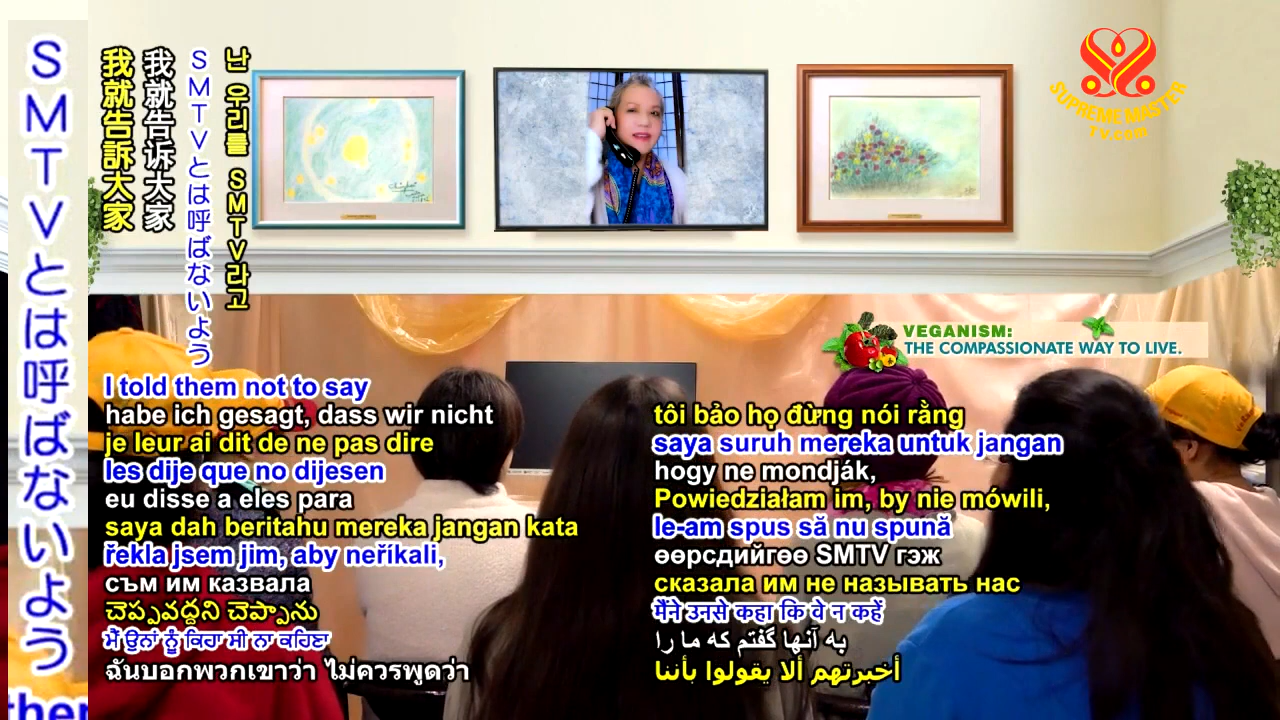 SMTVとは呼ばないよう
ther
我就告訴大家
我就告诉大家
SMTVとは呼ばないよう
난 우리를 SMTV라고
SUPREME MASTER
TV.com
VEGANISM:
THE COMPASSIONATE WAY TO LIVE.
I told them not to say
habe ich gesagt, dass wir nicht
je leur ai dit de ne pas dire
les dije que no dijesen
eu disse a eles para
saya dah beritahu mereka jangan kata
řekla jsem jim, aby neříkali,
съм им казвала
చెప్పవద్దని చెప్పాను
ਮੈਂ ਉਨਾਂ ਨੂੰ ਕਿਹਾ ਸੀ ਨਾ ਕਹਿਣਾ
ฉันบอกพวกเขาว่า ไม่ควรพูดว่า
tôi bảo họ đừng nói rằng
saya suruh mereka untuk jangan
hogy ne mondják,
Powiedziałam im, by nie mówili,
le-am spus să nu spună
өөрсдийгөө SMTV гэж
сказала им не называть нас
मैंने उनसे कहा कि वे न कहें
به آنها گفتم که ما را
أخبرتهم ألا يقولوا بأننا